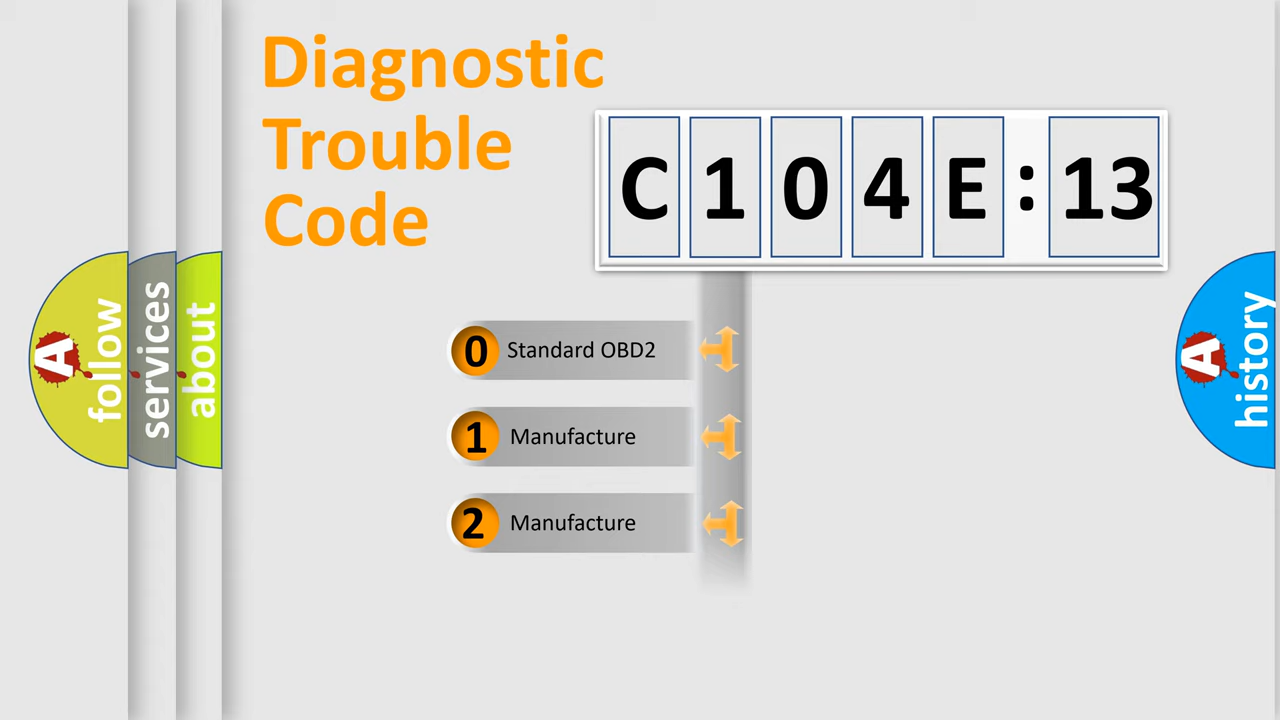 Diagnostic
Trouble
Code
C 1 0 4 E : 13
0 Standard OBD2
1 Manufacture
2 Manufacture
A follow
services
about
A history